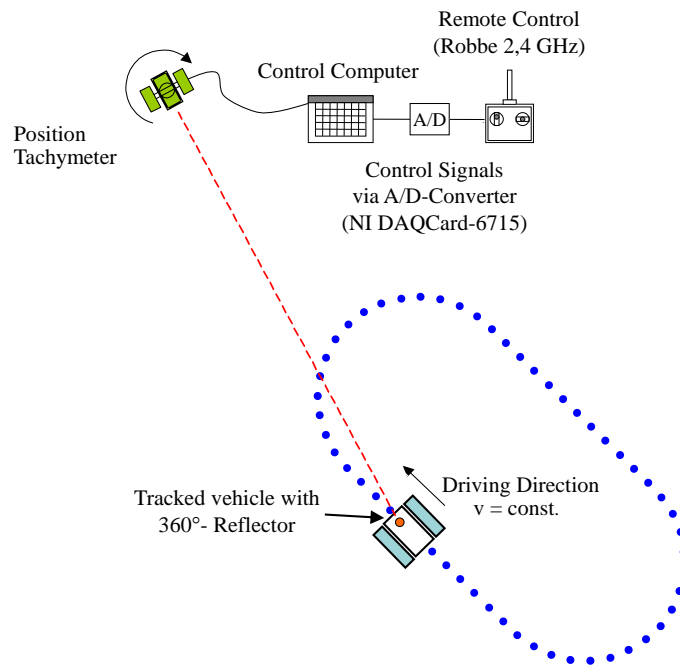 Remote Control
(Robbe 2,4 GHz)
Control Computer
A/D
Position
Tachymeter
Control Signals
via A/D-Converter
(NI DAQCard-6715)
Driving Direction
v = const.
Tracked vehicle with
360°- Reflector